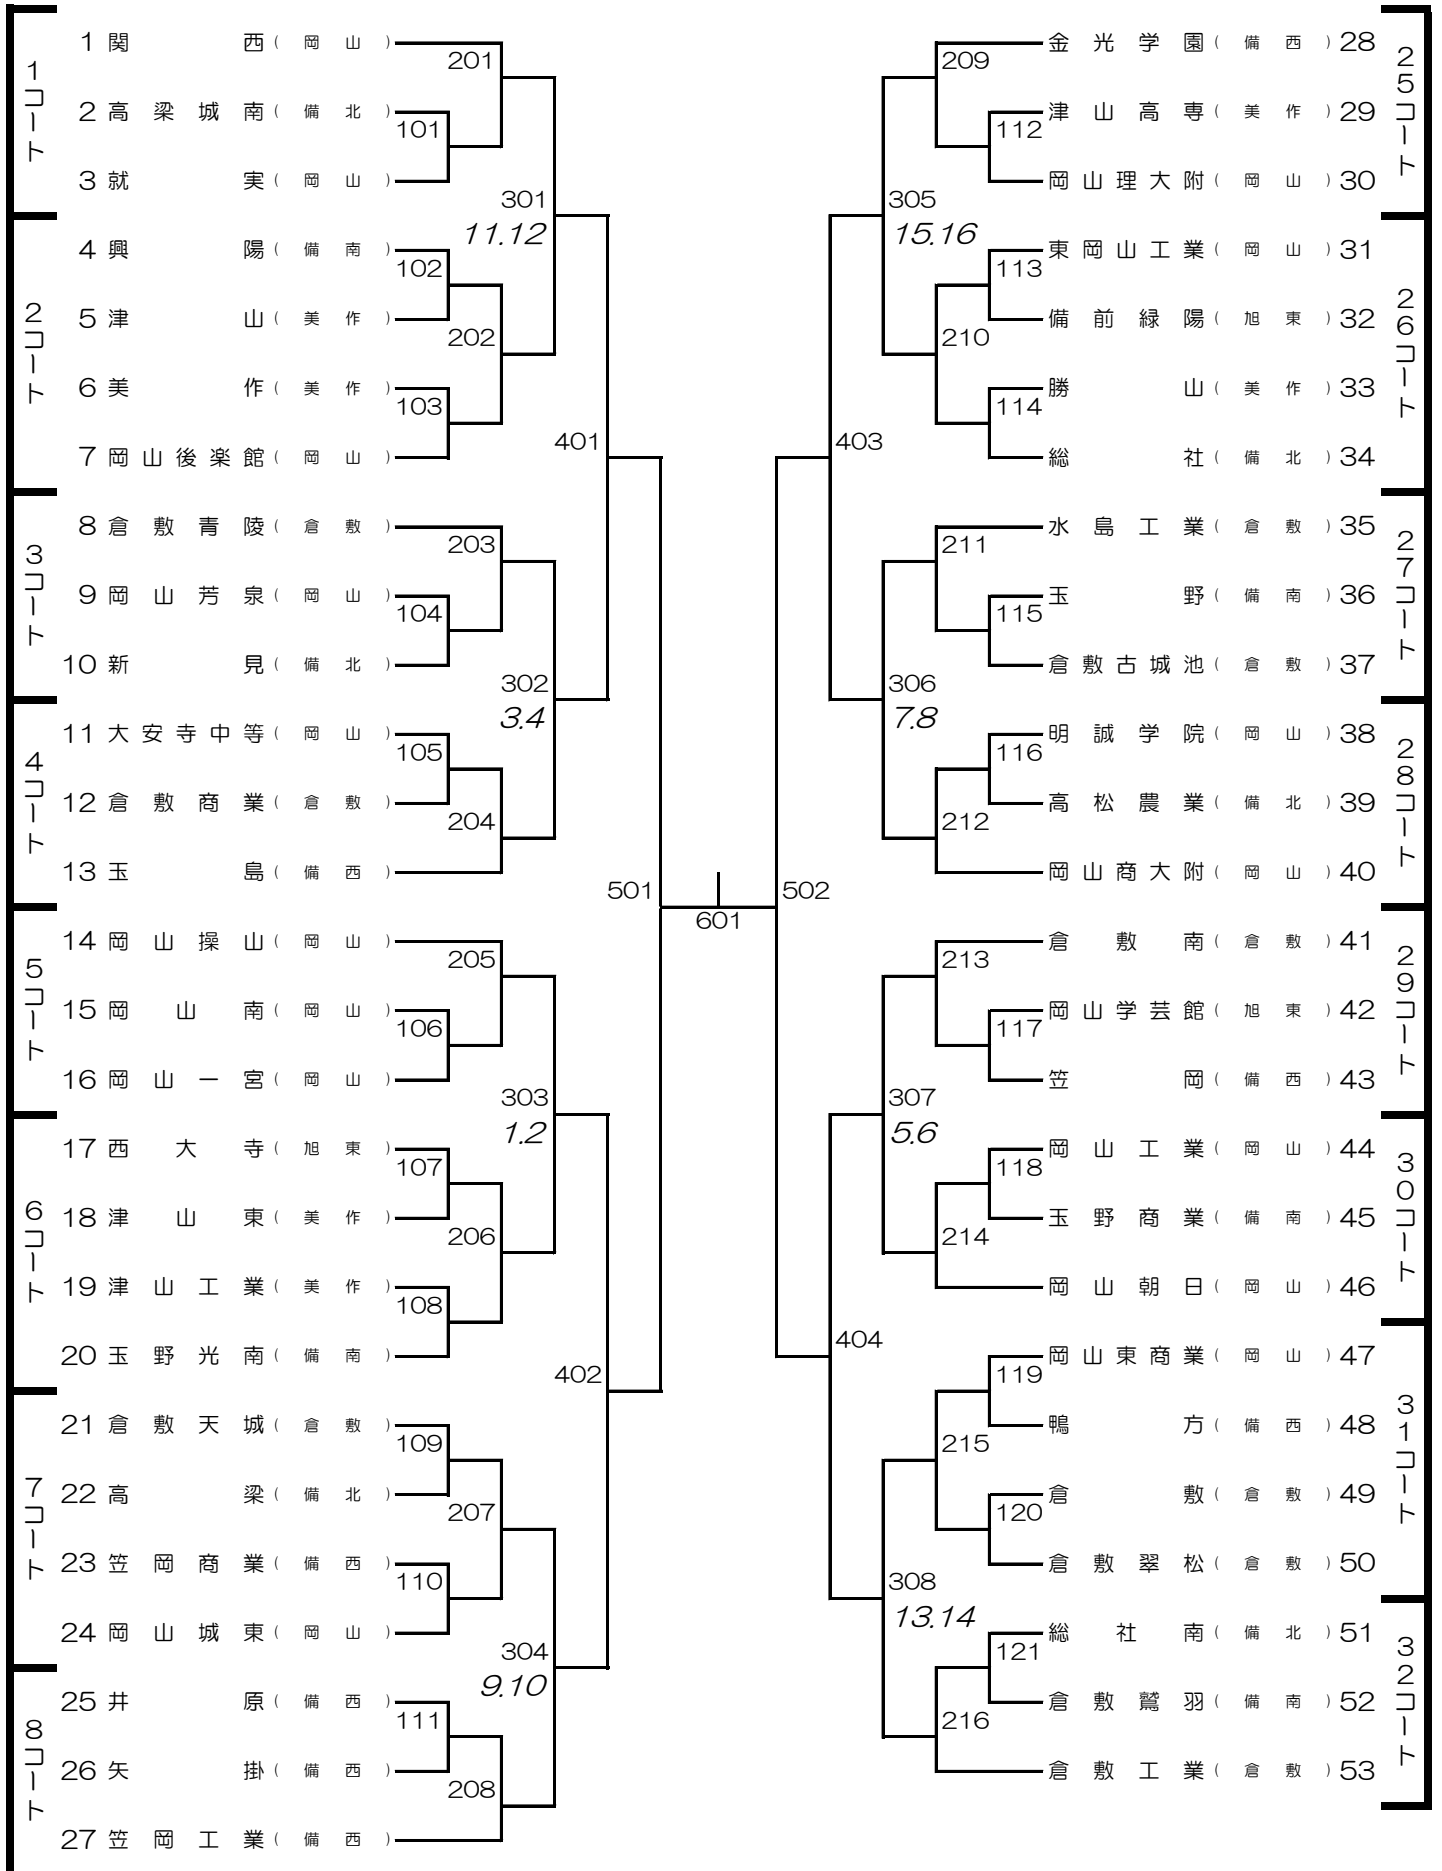 1コート
1 関西(岡山)
201
2 高梁城南(備北)
101
3 就実(岡山)
301
11.12
2コート
4 興陽(備南)
102
5 津山(美作)
202
6 美作(美作)
103
7 岡山後楽館(岡山)
401
3コート
8 倉敷青陵(倉敷)
203
9 岡山芳泉(岡山)
104
10 新見(備北)
302
3.4
4コート
11 大安寺中等(岡山)
105
12 倉敷商業(倉敷)
204
13 玉島(備西)
501
5コート
14 岡山操山(岡山)
205
15 岡山南(岡山)
106
16 岡山一宮(岡山)
303
1.2
6コート
17 西大寺(旭東)
107
18 津山東(美作)
206
19 津山工業(美作)
108
20 玉野光南(備南)
402
7コート
21 倉敷天城(倉敷)
109
22 高梁(備北)
207
23 笠岡商業(備西)
110
24 岡山城東(岡山)
304
9.10
8コート
25 井原(備西)
111
26 矢掛(備西)
208
27 笠岡工業(備西)
601
25コート
金光学園(備西) 28
209
津山高専(美作) 29
112
岡山理大附(岡山) 30
305
15.16
26コート
東岡山工業(岡山) 31
113
備前緑陽(旭東) 32
210
勝山(美作) 33
114
総社(備北) 34
403
27コート
水島工業(倉敷) 35
211
玉野(備南) 36
115
倉敷古城池(倉敷) 37
306
7.8
28コート
明誠学院(岡山) 38
116
高松農業(備北) 39
212
岡山商大附(岡山) 40
502
29コート
倉敷南(倉敷) 41
213
岡山学芸館(旭東) 42
117
笠岡(備西) 43
307
5.6
30コート
岡山工業(岡山) 44
118
玉野商業(備南) 45
214
岡山朝日(岡山) 46
404
31コート
岡山東商業(岡山) 47
119
鴨方(備西) 48
215
倉敷(倉敷) 49
120
倉敷翠松(倉敷) 50
308
13.14
32コート
総社南(備北) 51
121
倉敷鷲羽(備南) 52
216
倉敷工業(倉敷) 53